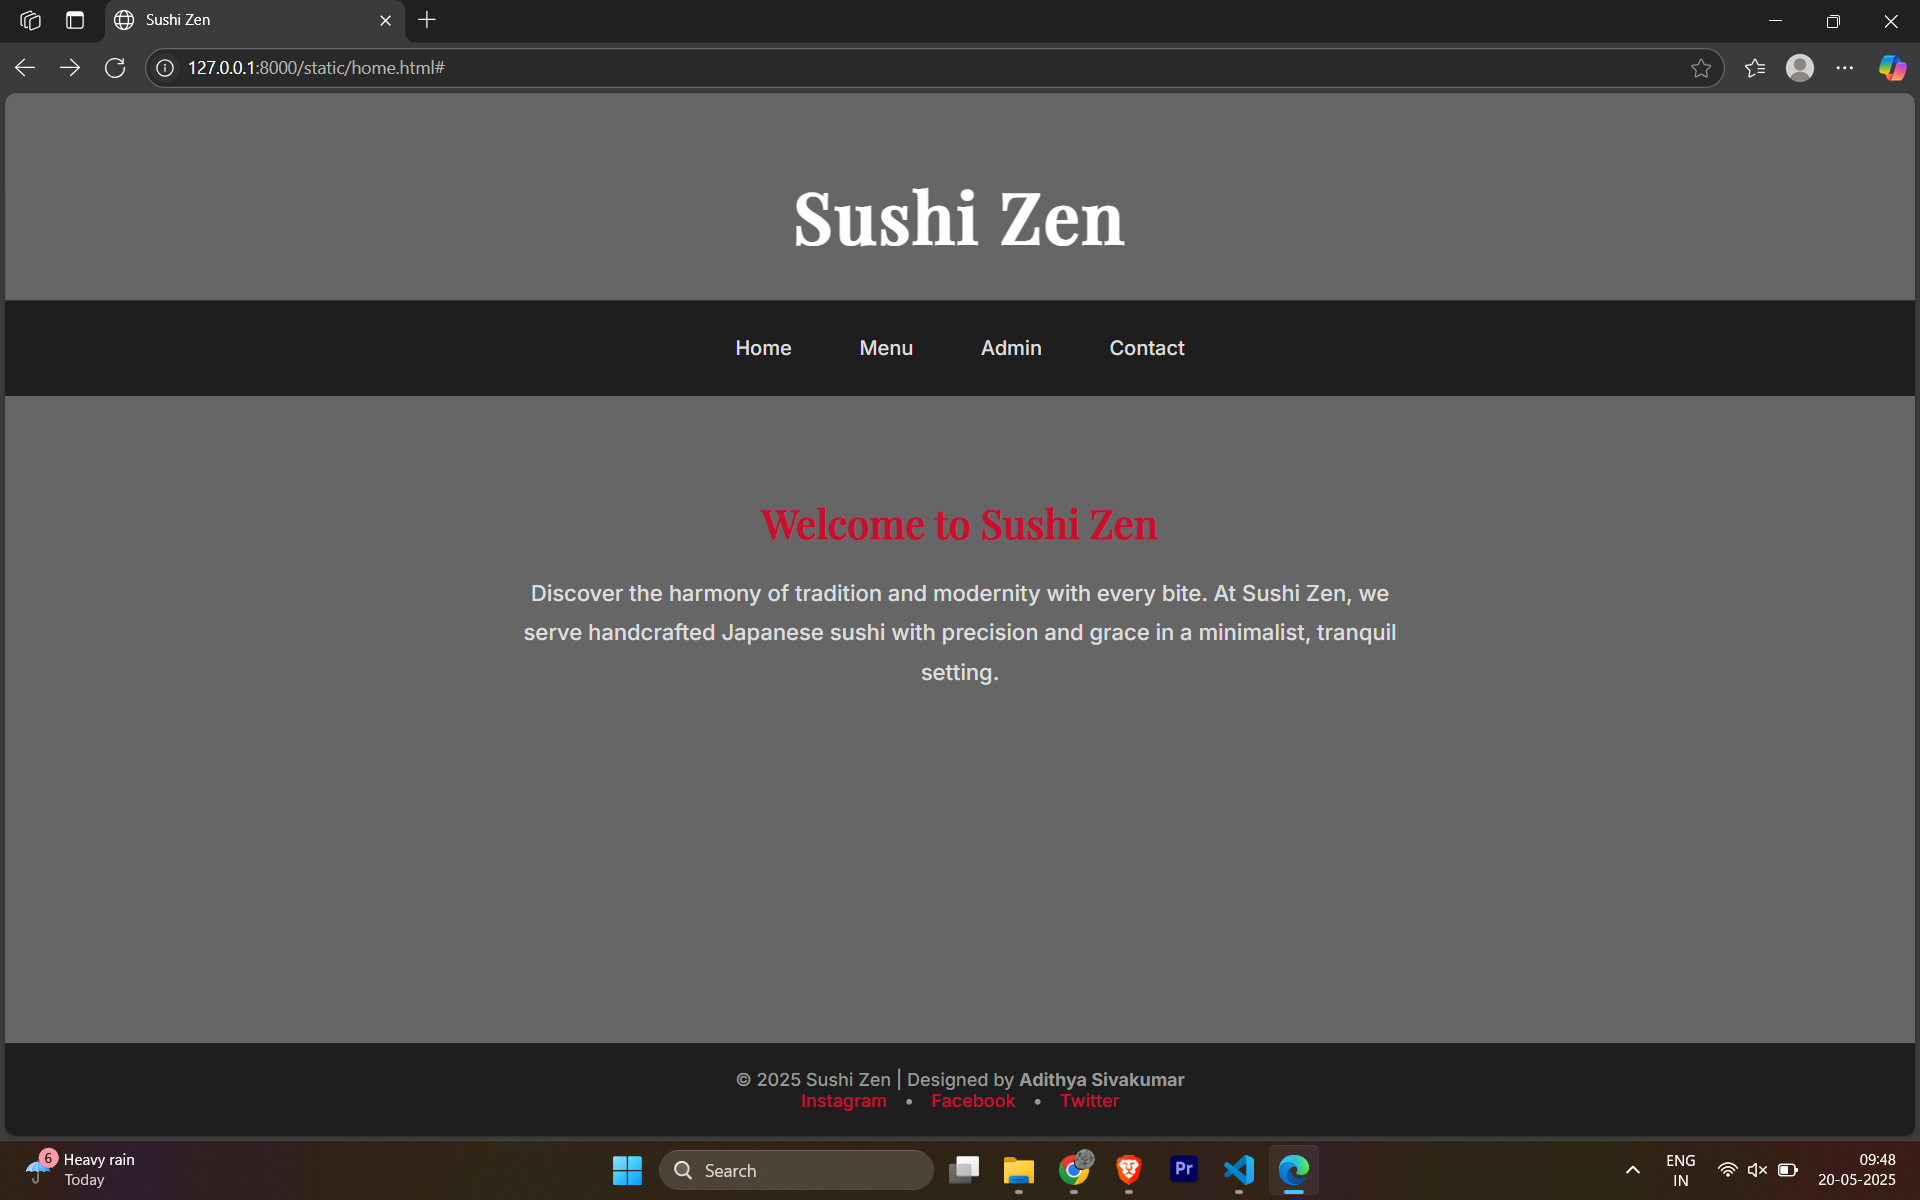 Sushi Zen
127.0.0.1:8000/static/home.html#
Sushi Zen
Home Menu Admin Contact
Welcome to Sushi Zen
Discover the harmony of tradition and modernity with every bite. At Sushi Zen, we
serve handcrafted Japanese sushi with precision and grace in a minimalist, tranquil
setting.
© 2025 Sushi Zen | Designed by Adithya Sivakumar
Instagram • Facebook • Twitter
6
Heavy rain
Today
Search
Pr
ENG
IN
09:48
20-05-2025